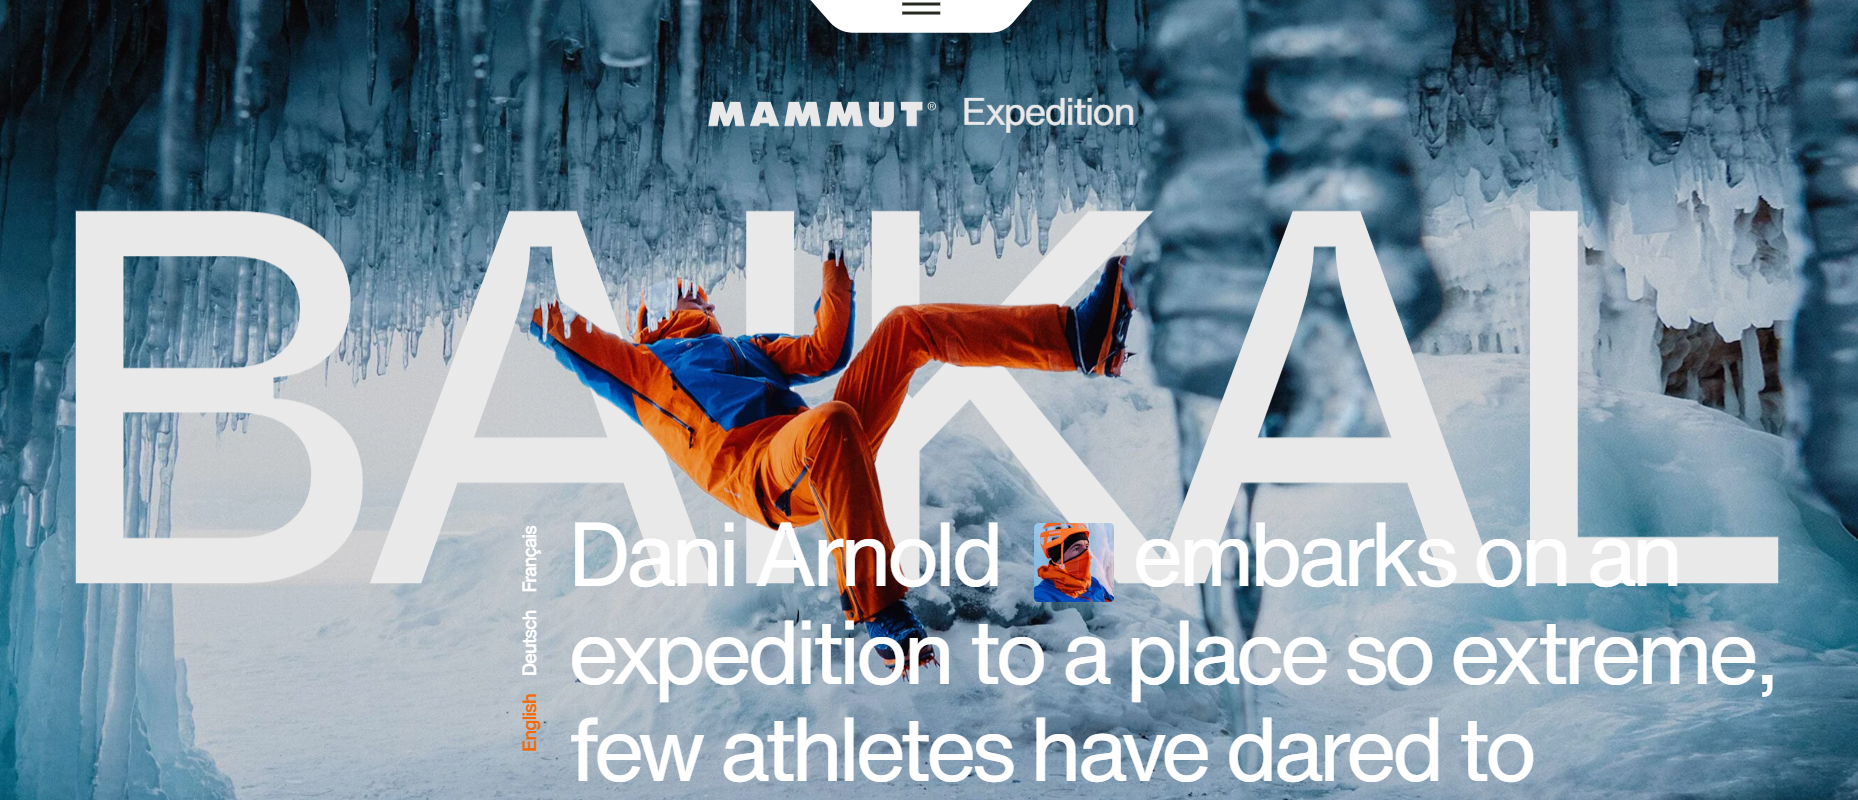 MAMMUT® Expedition
BAIKAL
Français
Deutsch
English
Dani Arnold embarks on an
expedition to a place so extreme,
few athletes have dared to